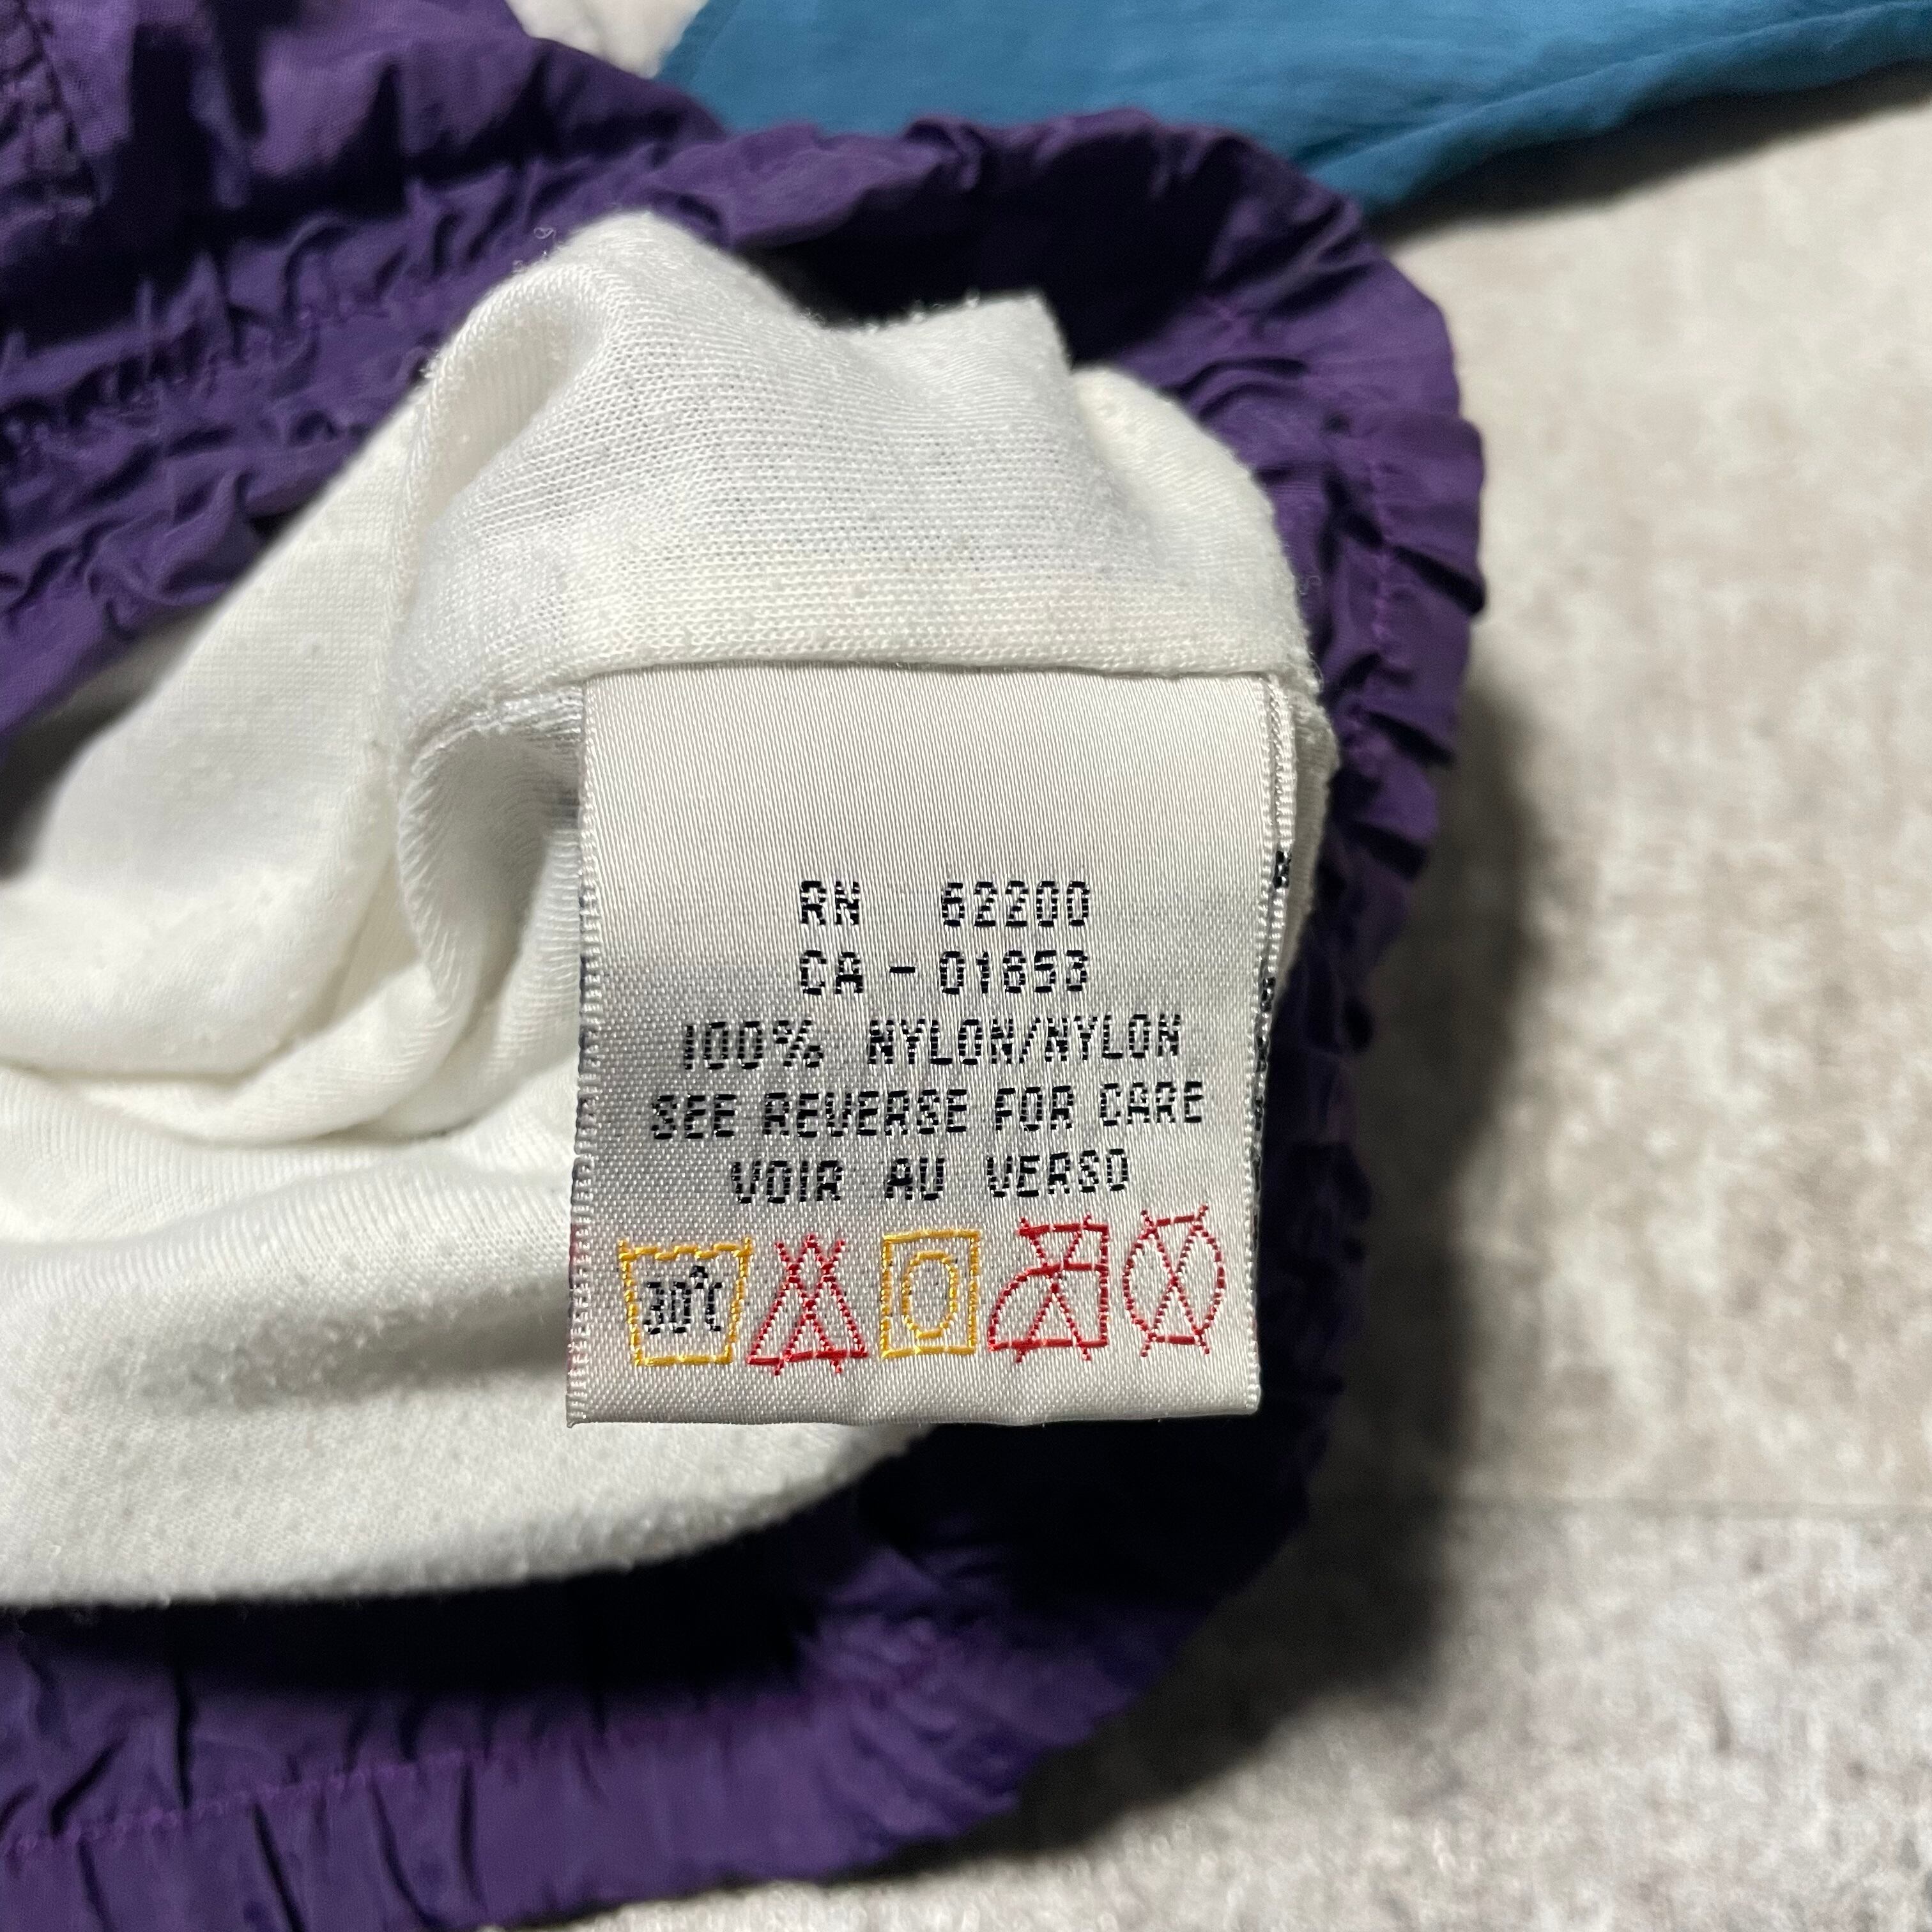 RN 62200
CA - 01653
100% NYLON/NYLON
SEE REVERSE FOR CARE
VOIR AU VERSO
30°C